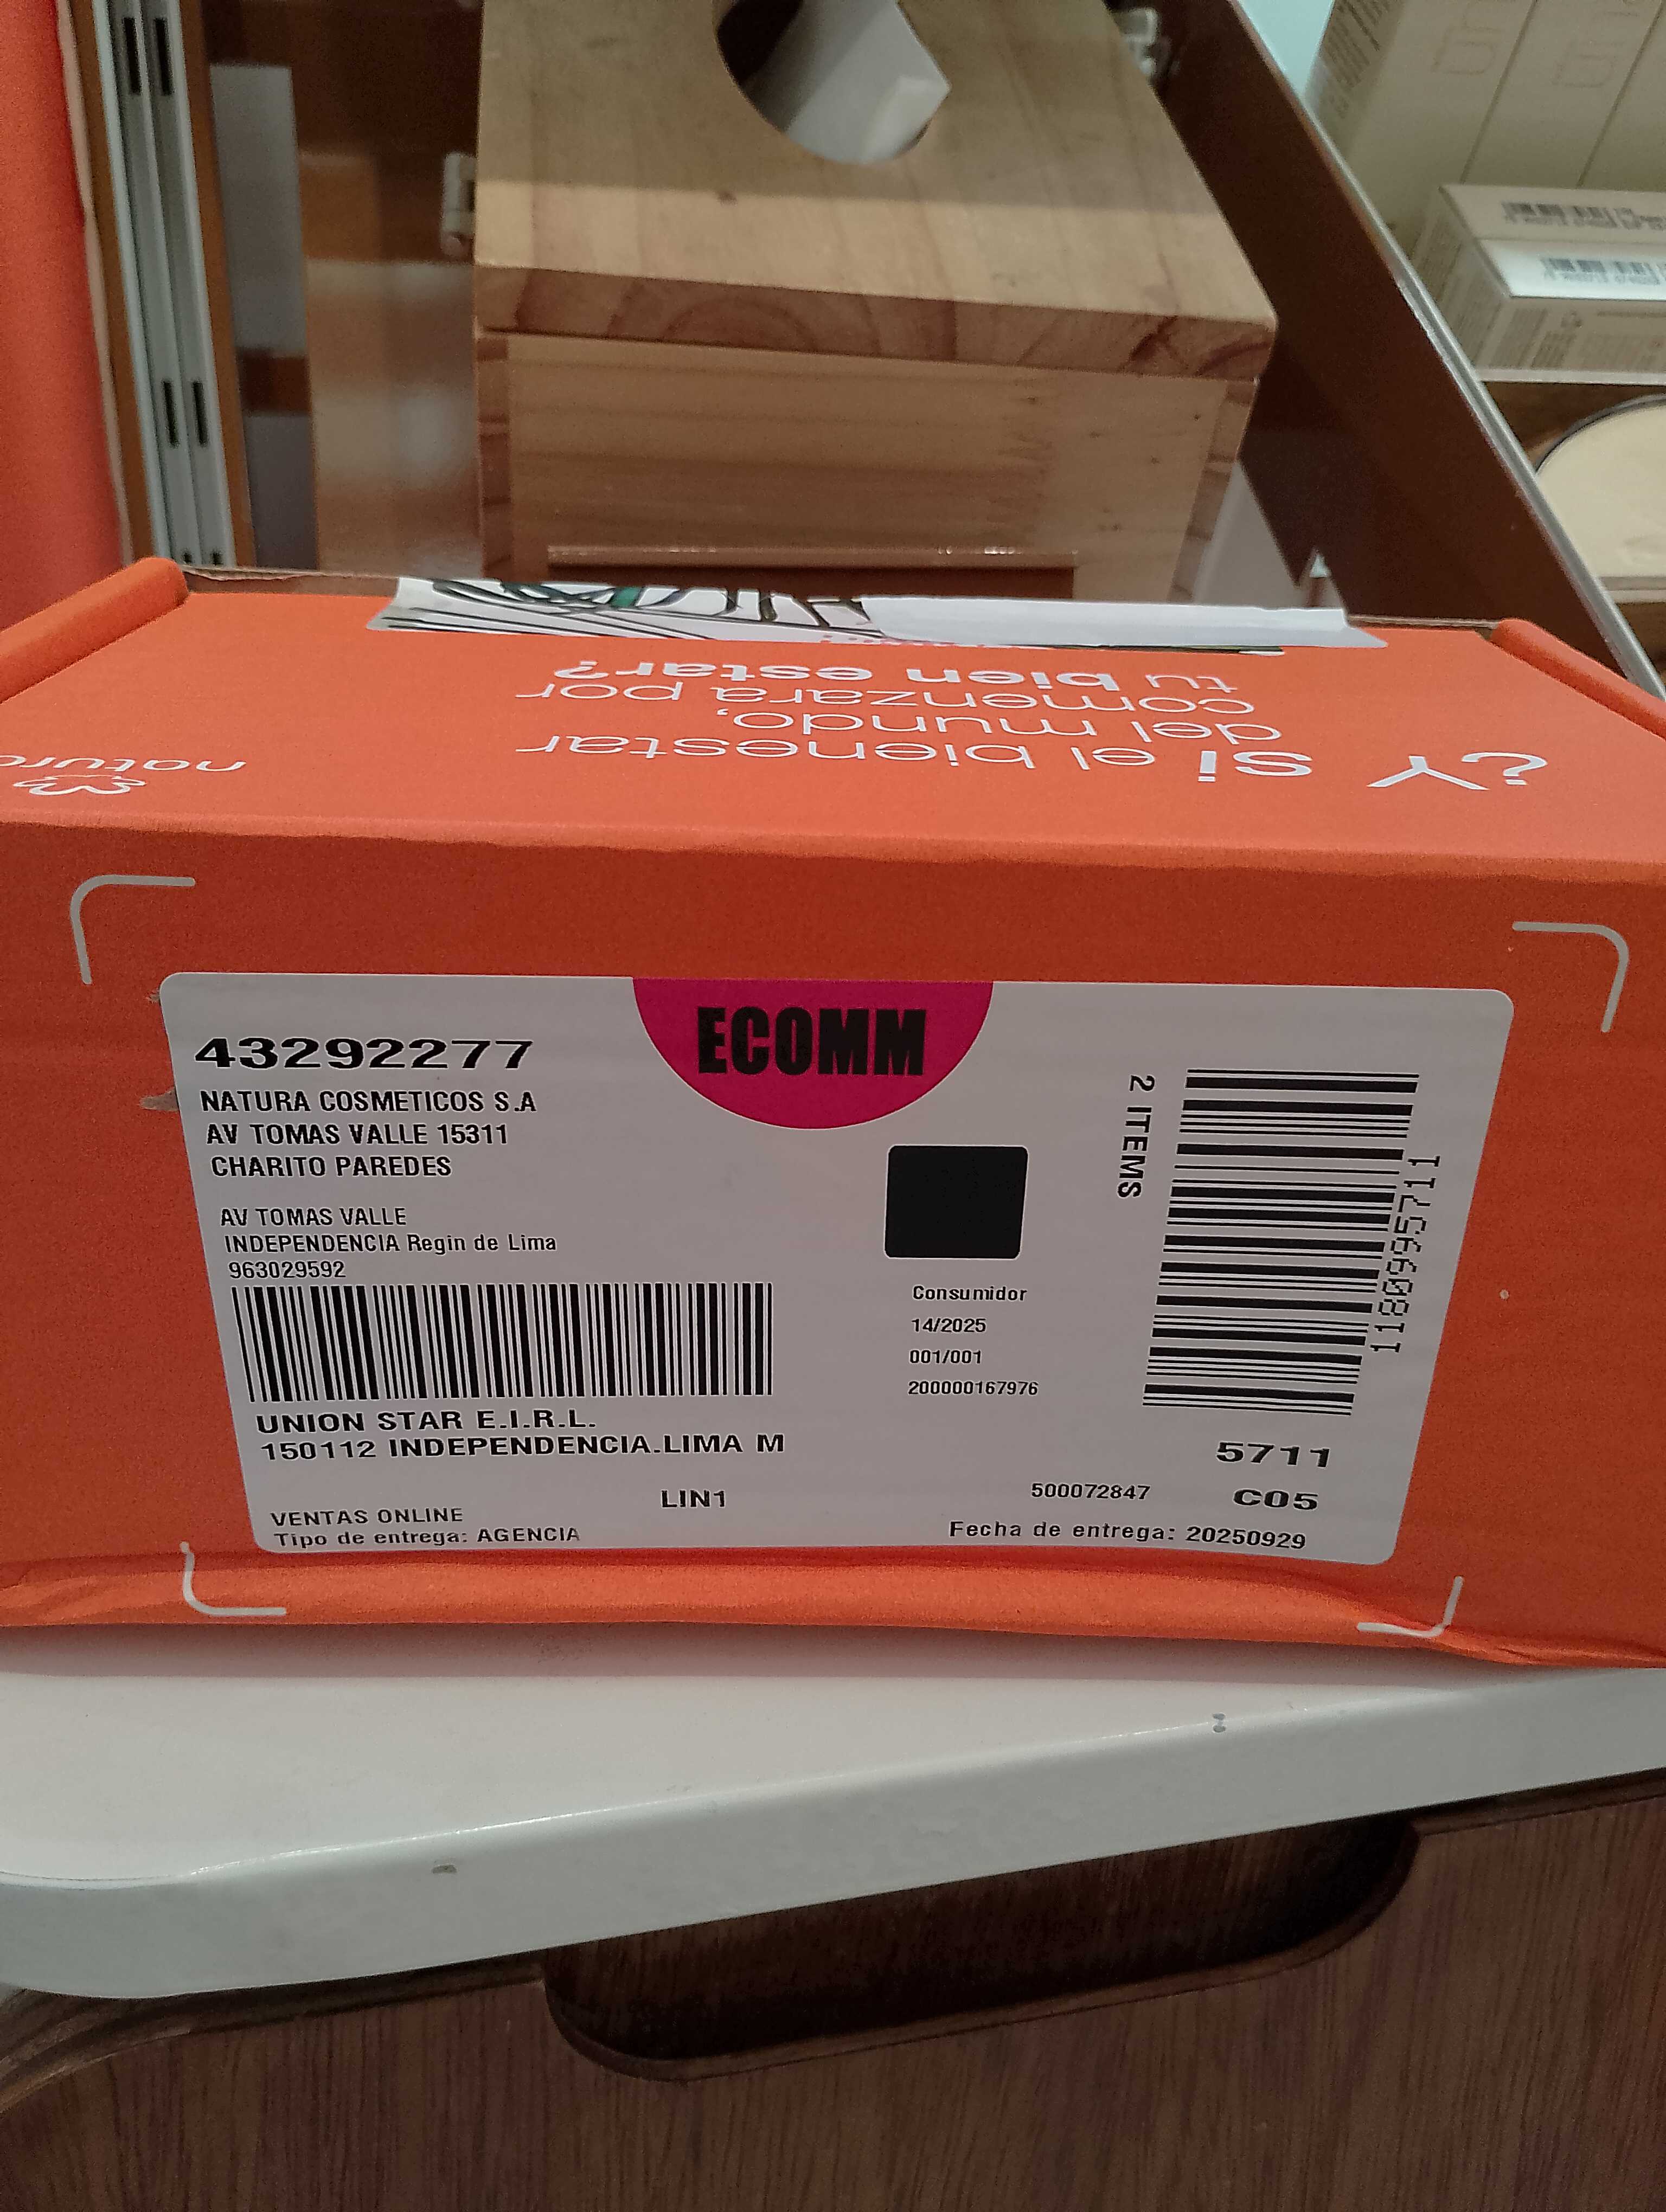 ¿Y si el bienestar
del mundo,
comenzara por
tu bien estar?
natura
ECOMM
43292277
NATURA COSMETICOS S.A
AV TOMAS VALLE 15311
CHARITO PAREDES
AV TOMAS VALLE
INDEPENDENCIA Regin de Lima
963029592
UNION STAR E.I.R.L.
150112 INDEPENDENCIA.LIMA M
LIN1
VENTAS ONLINE
Tipo de entrega: AGENCIA
Consumidor
14/2025
001/001
200000167976
2 ITEMS
1180995711
5711
500072847
C05
Fecha de entrega: 20250929